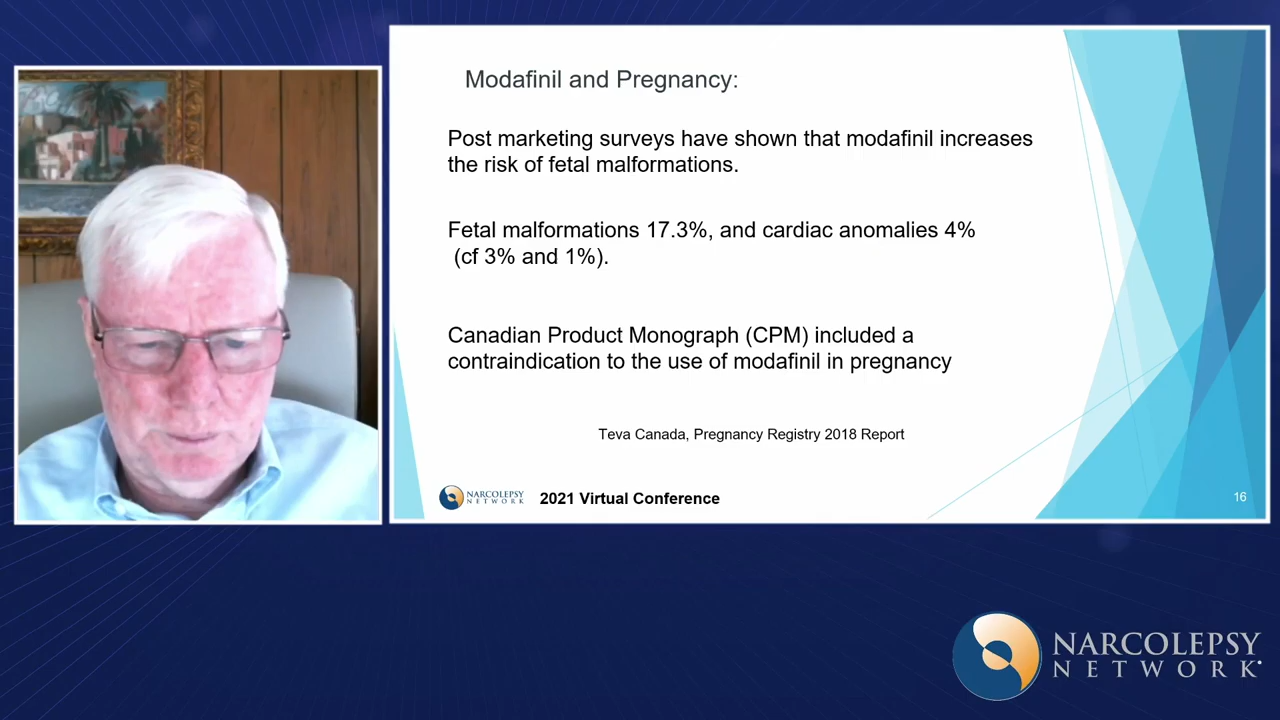 Modafinil and Pregnancy:
Post marketing surveys have shown that modafinil increases
the risk of fetal malformations.
Fetal malformations 17.3%, and cardiac anomalies 4%
(cf 3% and 1%).
Canadian Product Monograph (CPM) included a
contraindication to the use of modafinil in pregnancy
Teva Canada, Pregnancy Registry 2018 Report
NARCOLEPSY
NETWORK
2021 Virtual Conference
16
NARCOLEPSY
NETWORK